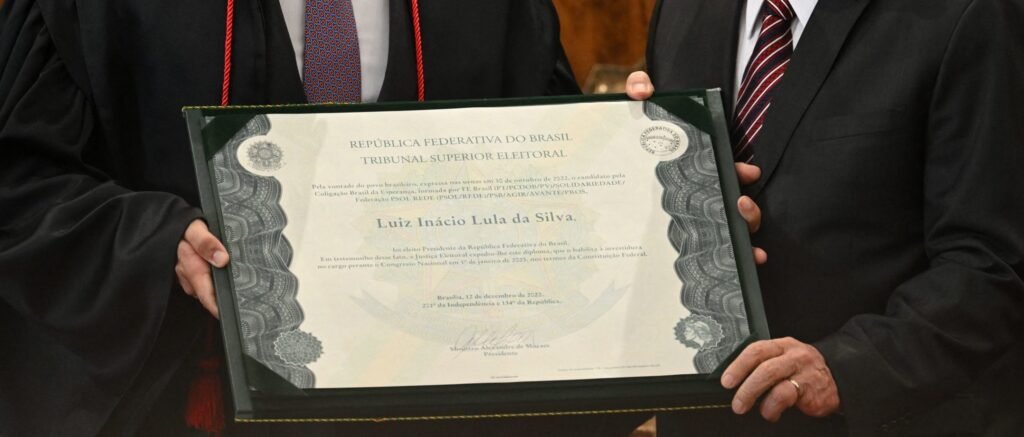 REPÚBLICA FEDERATIVA DO BRASIL
TRIBUNAL SUPERIOR ELEITORAL
Pela vontade do povo brasileiro, expressa nas urnas em 30 de outubro de 2022, o candidato pela
Coligação Brasil da Esperança, formada por FE Brasil (PT/PCDOB/PV)/SOLIDARIEDADE/
Federação PSOL REDE (PSOL/REDE)/PSB/AGIR/AVANTE/PROS,
Luiz Inácio Lula da Silva,
foi eleito Presidente da República Federativa do Brasil.
Em testemunho desse fato, a Justiça Eleitoral expediu-lhe este diploma, que o habilita à investidura
no cargo perante o Congresso Nacional em 1º de janeiro de 2023, nos termos da Constituição Federal.
Brasília, 12 de dezembro de 2022,
201º da Independência e 134º da República.
Ministro Alexandre de Moraes
Presidente